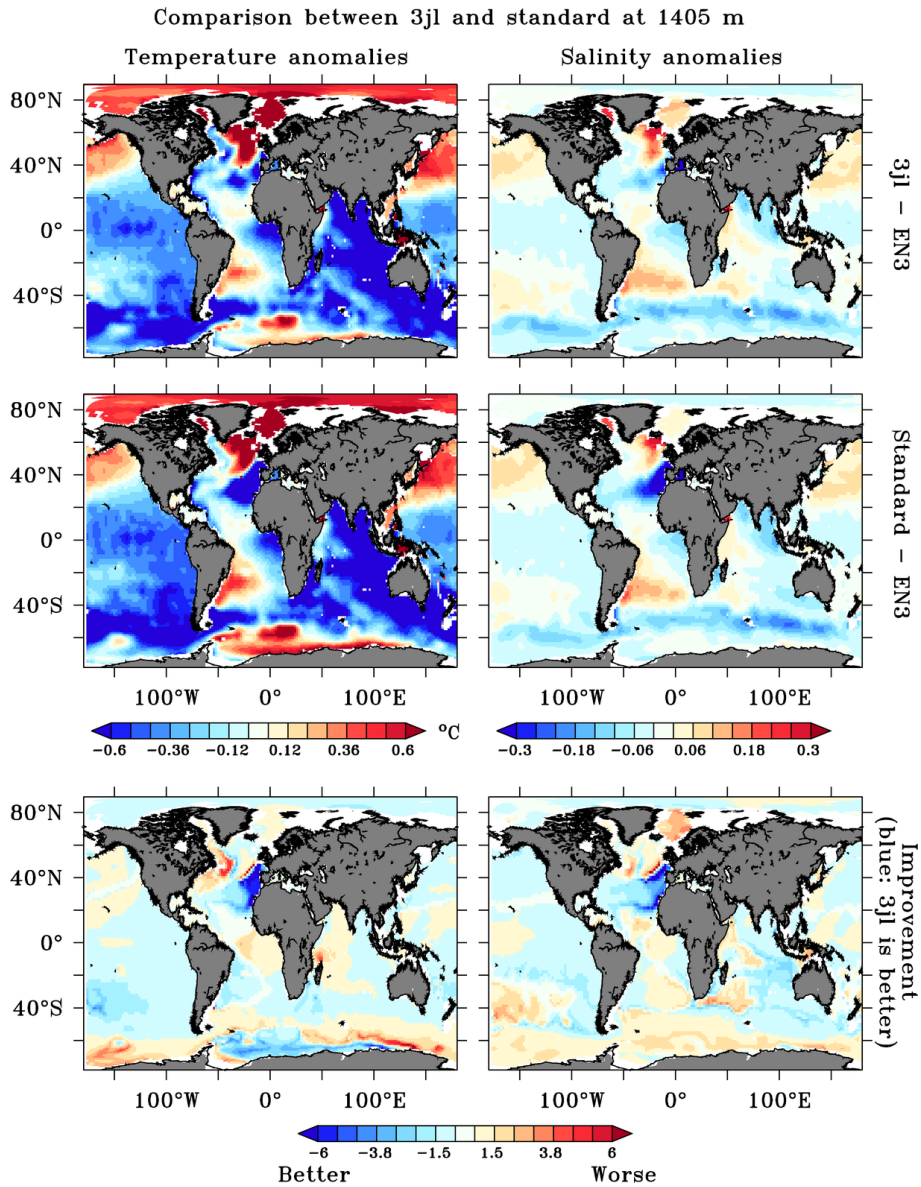 Comparison between 3jl and standard at 1405 m
Temperature anomalies
Salinity anomalies
80°N
40°N
0°
40°S
3jl – EN3
80°N
40°N
0°
40°S
Standard – EN3
100°W
0°
100°E
100°W
0°
100°E
−0.6
−0.36
−0.12
0.12
0.36
0.6
°C
−0.3
−0.18
−0.06
0.06
0.18
0.3
80°N
40°N
0°
40°S
Improvement
(blue: 3jl is better)
100°W
0°
100°E
100°W
0°
100°E
−6
−3.8
−1.5
1.5
3.8
6
Better
Worse